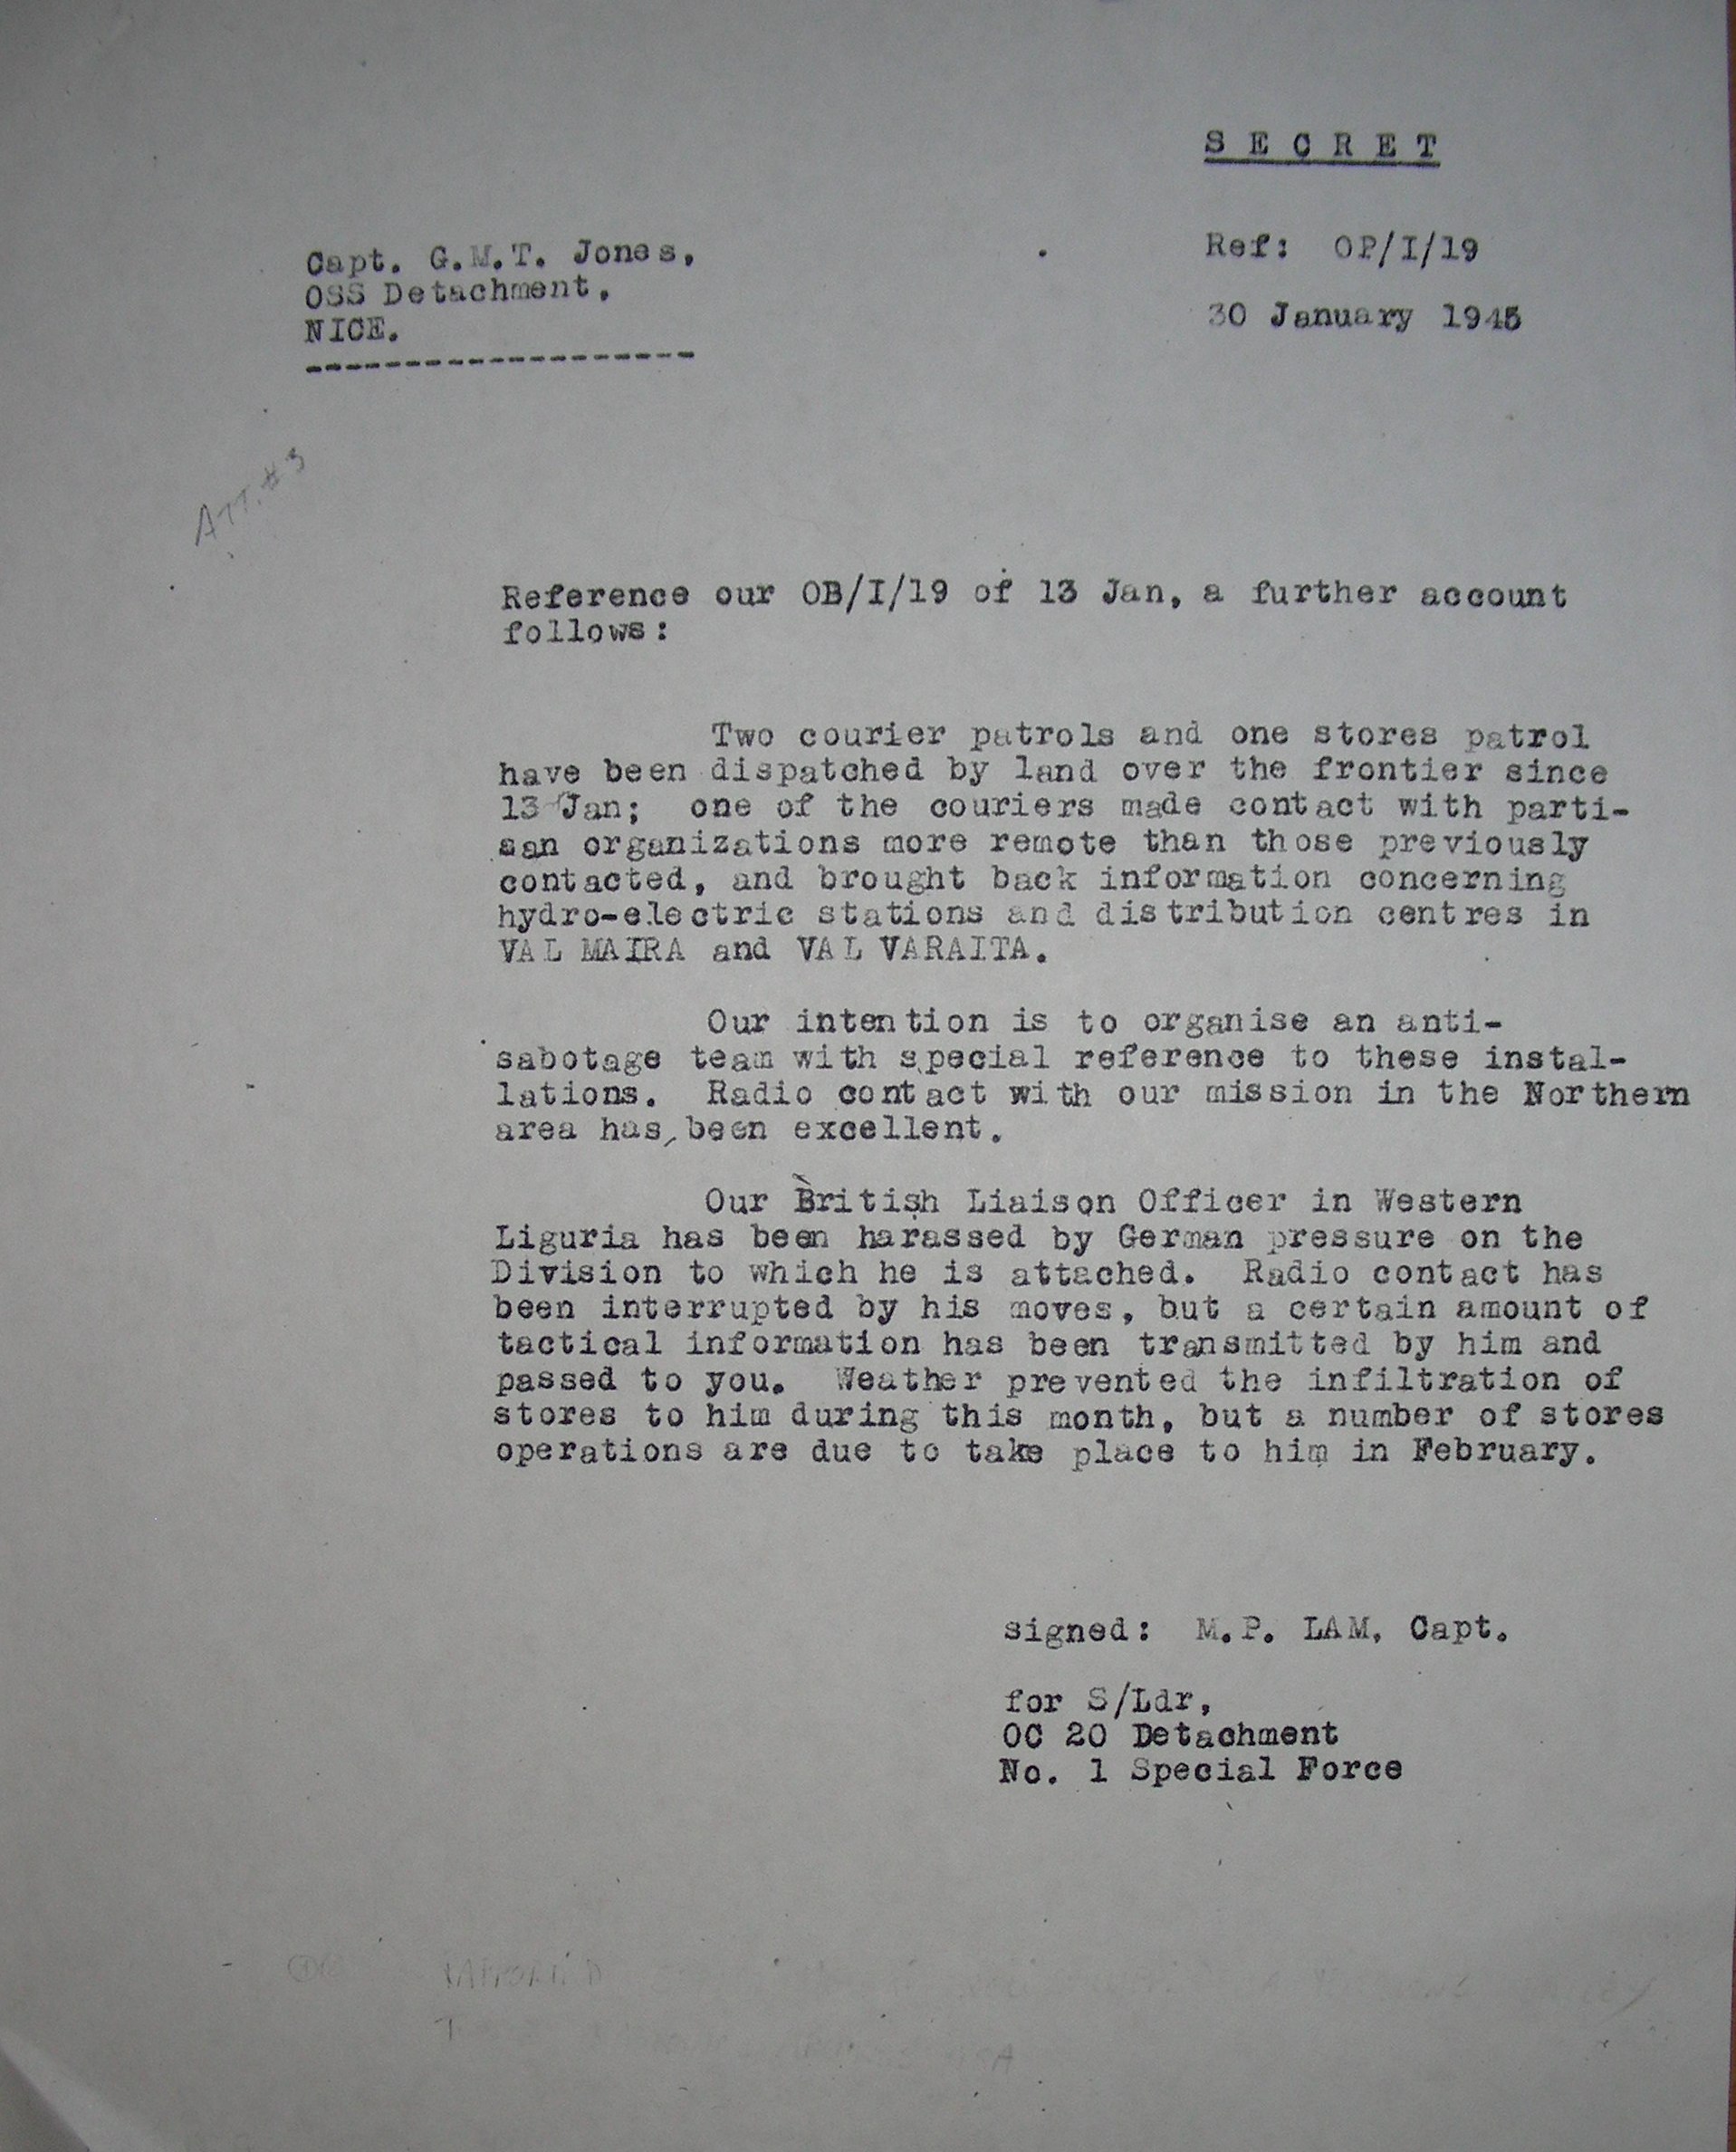 S E C R E T
Capt. G.M.T. Jones,
OSS Detachment,
NICE.
--------------------
Ref: OP/I/19
30 January 1945
ATT. #3
Reference our OB/I/19 of 13 Jan, a further account
follows:
Two courier patrols and one stores patrol
have been dispatched by land over the frontier since
13 Jan; one of the couriers made contact with parti-
san organizations more remote than those previously
contacted, and brought back information concerning
hydro-electric stations and distribution centres in
VAL MAIRA and VAL VARAITA.
Our intention is to organise an anti-
sabotage team with special reference to these instal-
lations. Radio contact with our mission in the Northern
area has been excellent.
Our British Liaison Officer in Western
Liguria has been harassed by German pressure on the
Division to which he is attached. Radio contact has
been interrupted by his moves, but a certain amount of
tactical information has been transmitted by him and
passed to you. Weather prevented the infiltration of
stores to him during this month, but a number of stores
operations are due to take place to him in February.
signed: M.P. LAM, Capt.
for S/Ldr,
OC 20 Detachment
No. 1 Special Force